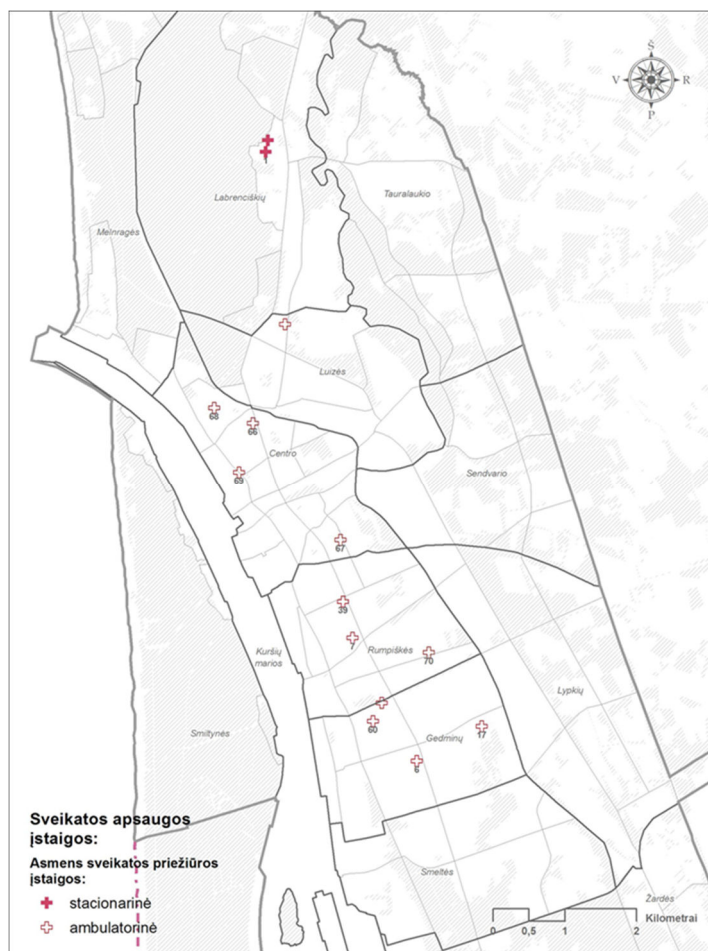 Š
V R
P
Labrenciškių
Tauralaukio
Melnragės
Luizės
68
66
Centro
69
Sendvario
67
39
Kuršių
marios
7
Rumpiškės
70
Lypkių
Smiltynės
60
Gedminų
17
6
Sveikatos apsaugos
įstaigos:
Asmens sveikatos priežiūros
įstaigos:
stacionarinė
ambulatorinė
Smeltės
Žardės
Kilometrai
0 0,5 1 2